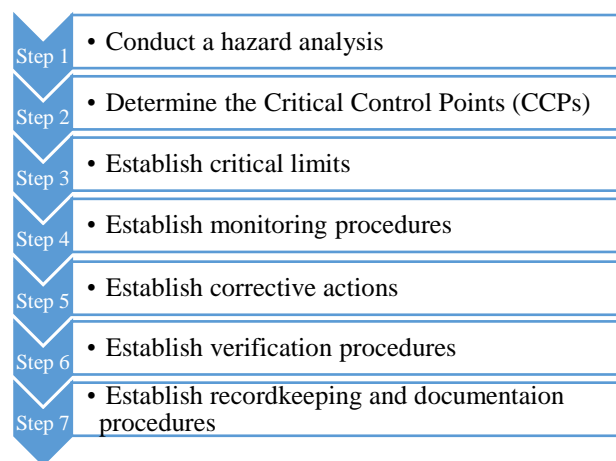 Step 1
• Conduct a hazard analysis
Step 2
• Determine the Critical Control Points (CCPs)
Step 3
• Establish critical limits
Step 4
• Establish monitoring procedures
Step 5
• Establish corrective actions
Step 6
• Establish verification procedures
Step 7
• Establish recordkeeping and documentaion
procedures